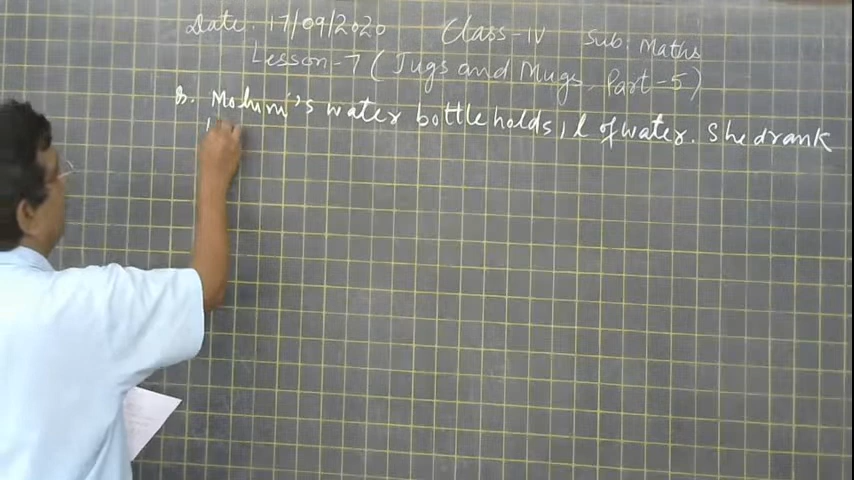 Date: 17/09/2020 Class-IV Sub: Maths
Lesson-7 (Jugs and Mugs, Part-5)
Mohini's water bottle holds 1 l of water. She drank